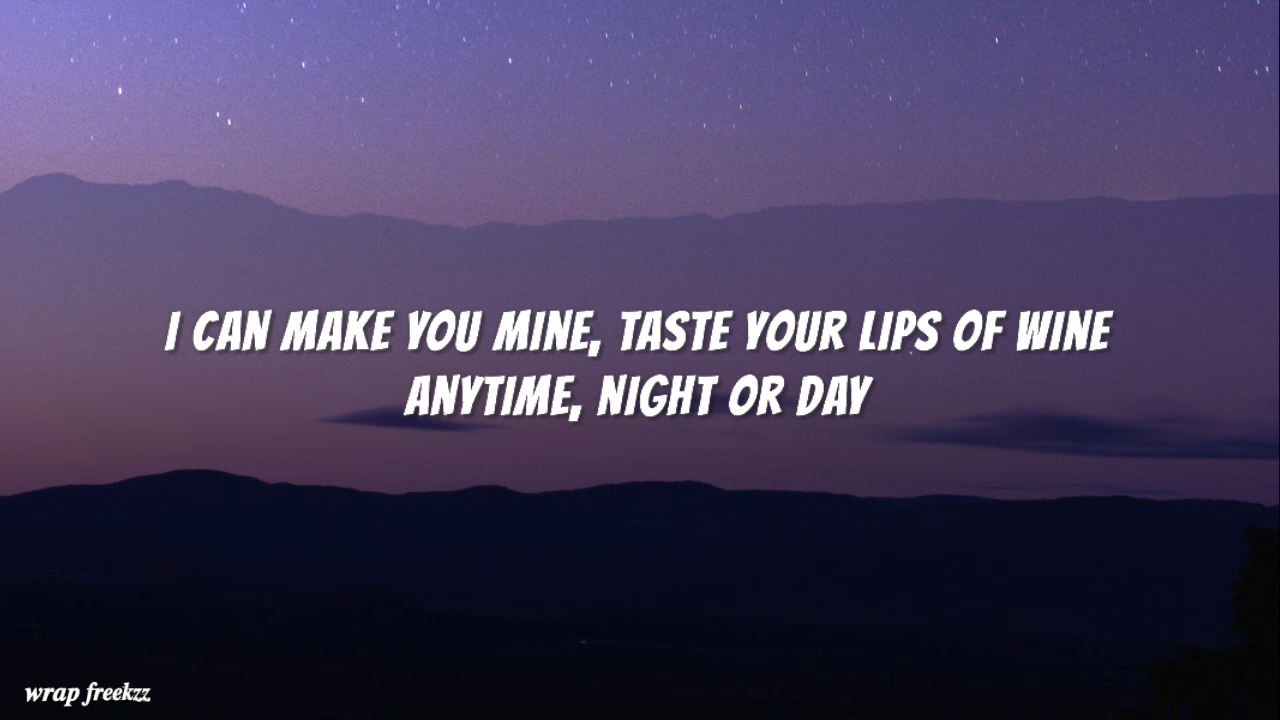 I CAN MAKE YOU MINE, TASTE YOUR LIPS OF WINE
ANYTIME, NIGHT OR DAY
wrap freekzz